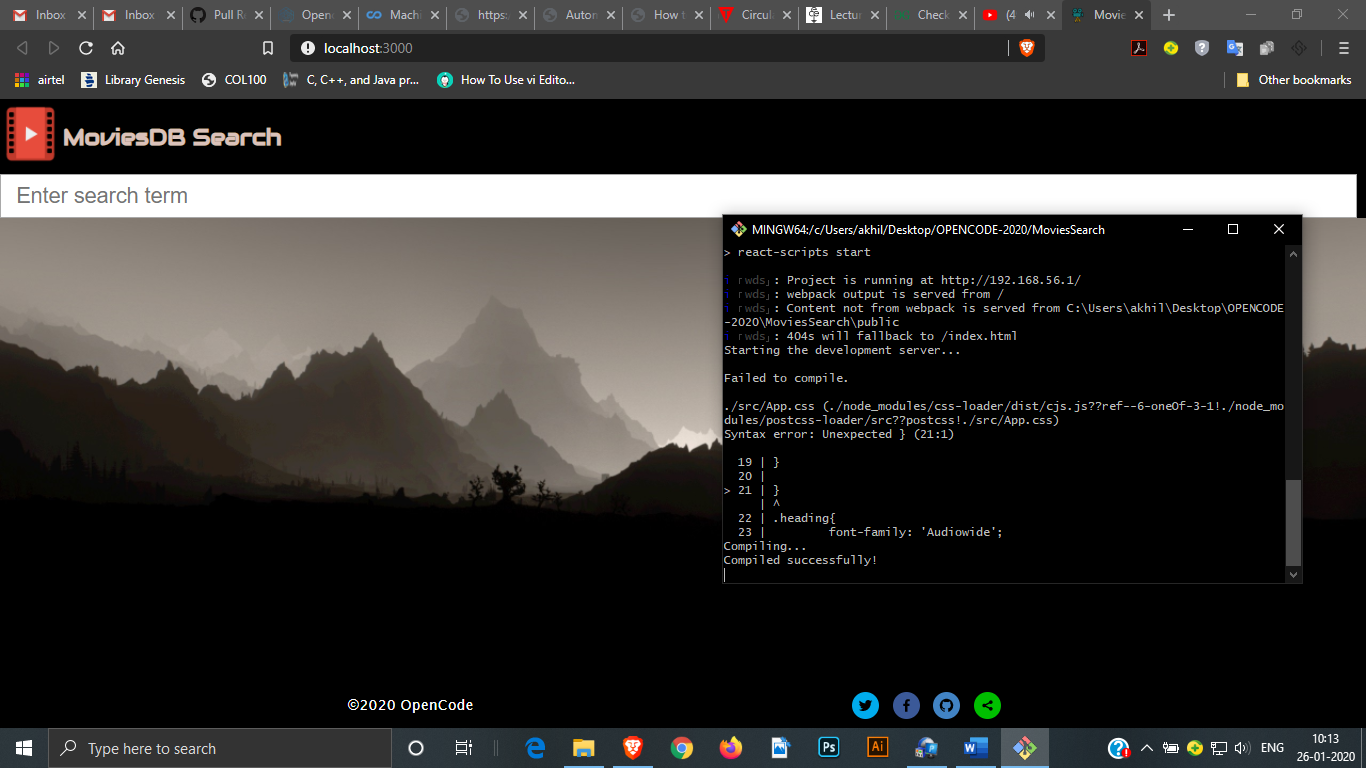 Inbox
Inbox
Pull R
Open
Machi
https:
Auton
How t
Circul
Lectur
Check
(4
Movie
localhost:3000
airtel
Library Genesis
COL100
C, C++, and Java pr...
How To Use vi Edito...
Other bookmarks
MoviesDB Search
Enter search term
MINGW64:/c/Users/akhil/Desktop/OPENCODE-2020/MoviesSearch
> react-scripts start
｢wds｣: Project is running at http://192.168.56.1/
｢wds｣: webpack output is served from /
｢wds｣: Content not from webpack is served from C:\Users\akhil\Desktop\OPENCODE
-2020\MoviesSearch\public
｢wds｣: 404s will fallback to /index.html
Starting the development server...
Failed to compile.
./src/App.css (./node_modules/css-loader/dist/cjs.js??ref--6-oneOf-3-1!./node_mo
dules/postcss-loader/src??postcss!./src/App.css)
Syntax error: Unexpected } (21:1)
19 | }
20 |
> 21 | }
| ^
22 | .heading{
23 | font-family: 'Audiowide';
Compiling...
Compiled successfully!
©2020 OpenCode
Type here to search
Ps
Ai
ENG
10:13
26-01-2020